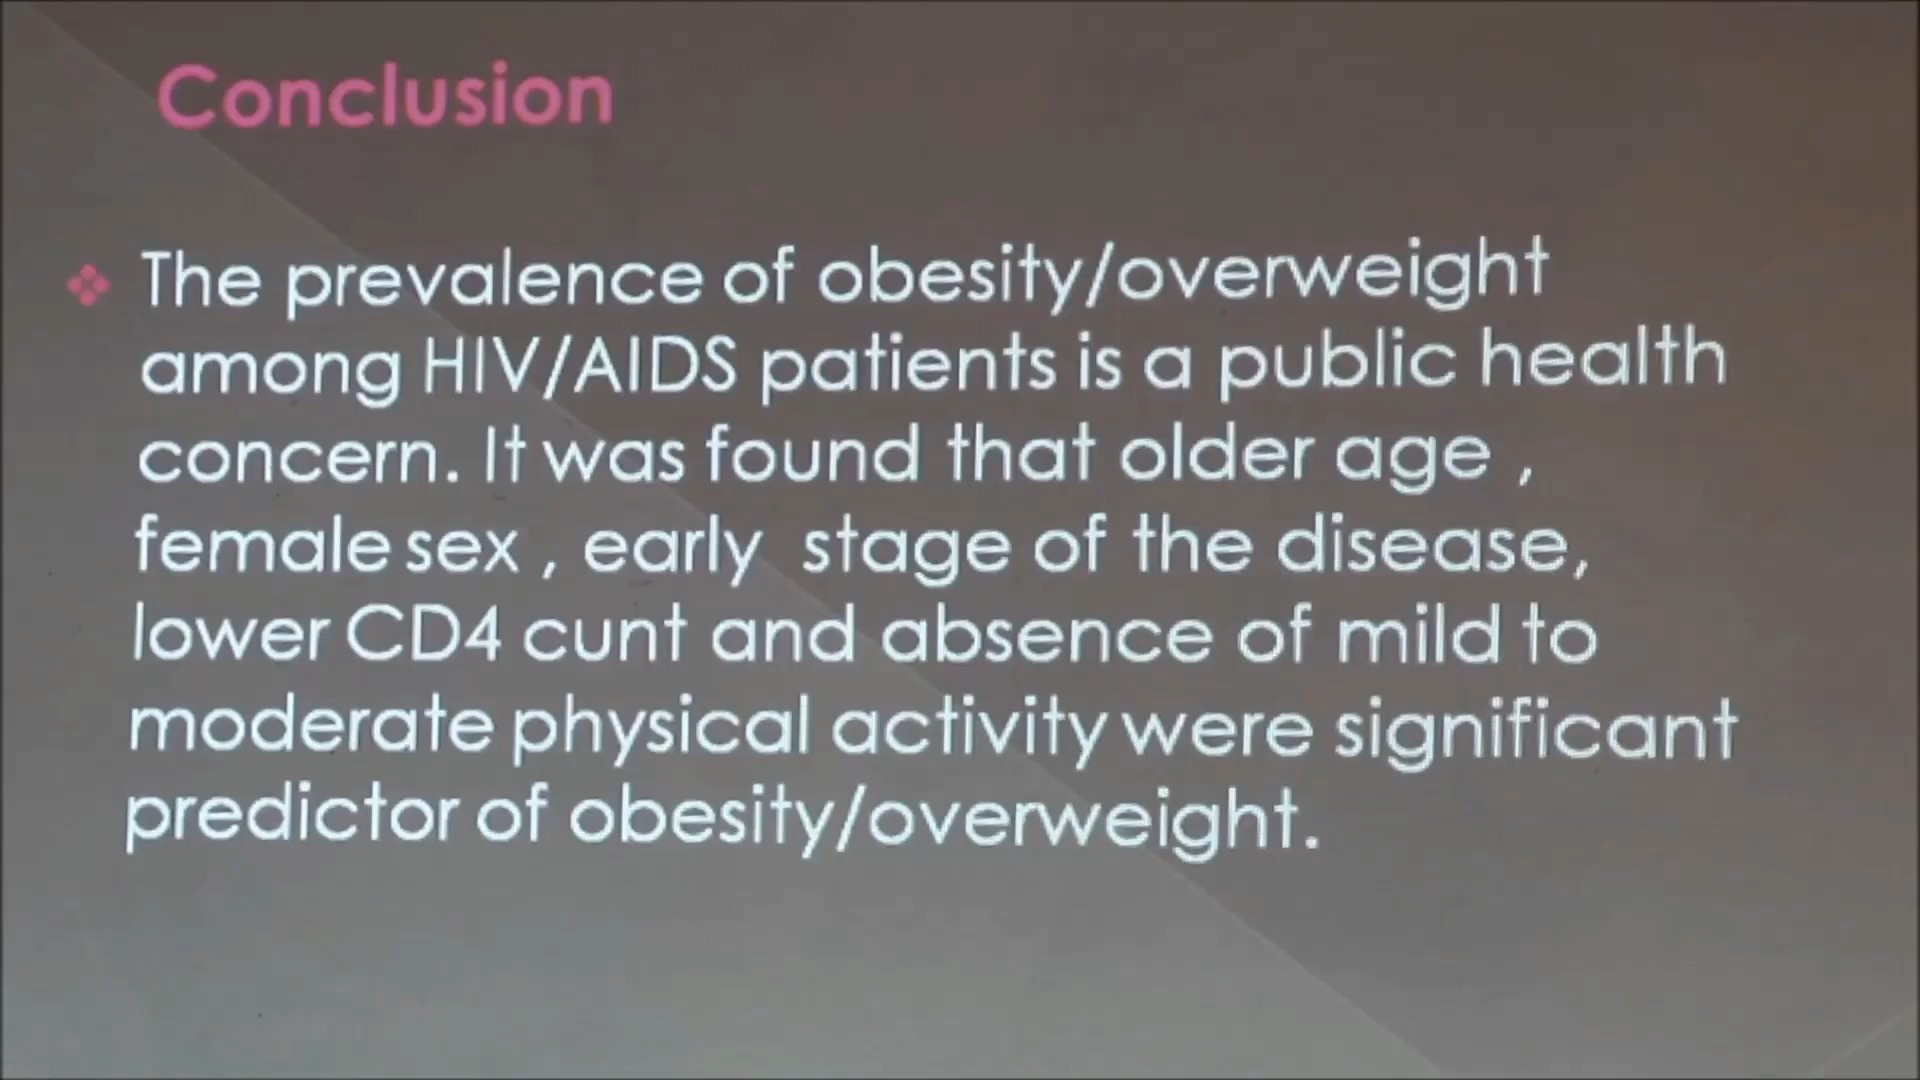 Conclusion
The prevalence of obesity/overweight
among HIV/AIDS patients is a public health
concern. It was found that older age ,
female sex , early stage of the disease,
lower CD4 cunt and absence of mild to
moderate physical activity were significant
predictor of obesity/overweight.